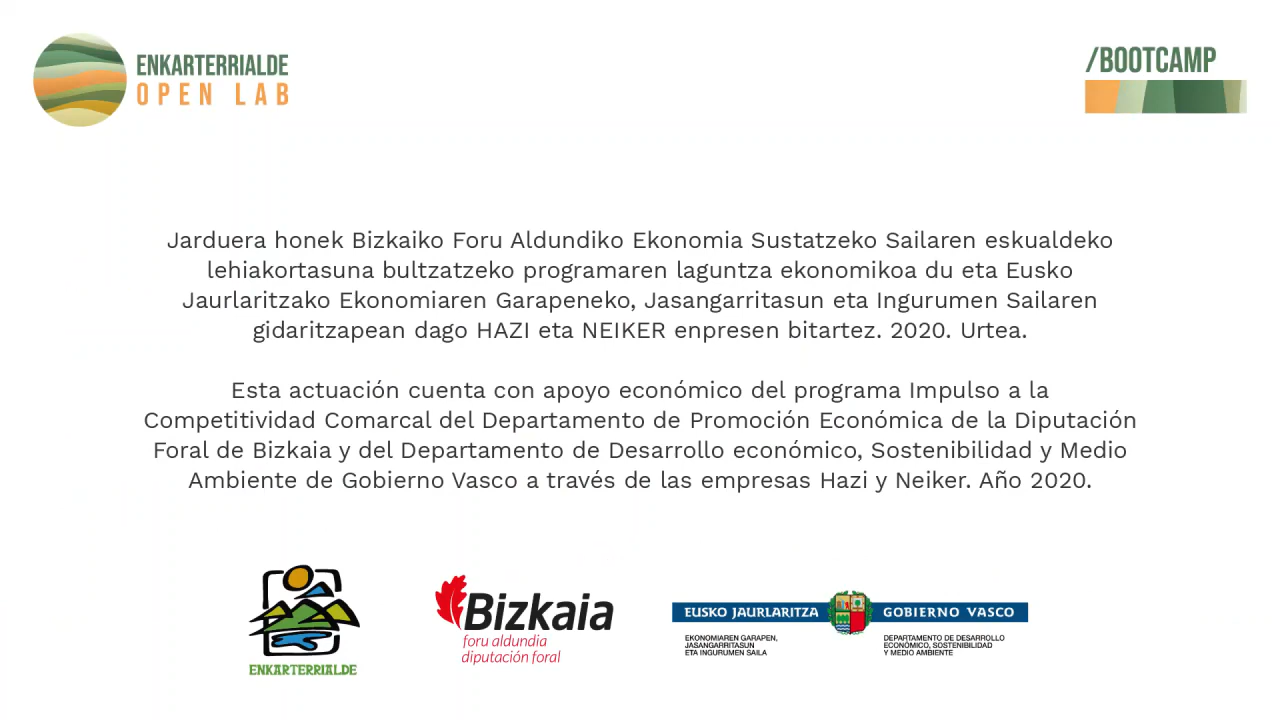 ENKARTERRIALDE
OPEN LAB
/BOOTCAMP
Jarduera honek Bizkaiko Foru Aldundiko Ekonomia Sustatzeko Sailaren eskualdeko
lehiakortasuna bultzatzeko programaren laguntza ekonomikoa du eta Eusko
Jaurlaritzako Ekonomiaren Garapeneko, Jasangarritasun eta Ingurumen Sailaren
gidaritzapean dago HAZI eta NEIKER enpresen bitartez. 2020. Urtea.
Esta actuación cuenta con apoyo económico del programa Impulso a la
Competitividad Comarcal del Departamento de Promoción Económica de la Diputación
Foral de Bizkaia y del Departamento de Desarrollo económico, Sostenibilidad y Medio
Ambiente de Gobierno Vasco a través de las empresas Hazi y Neiker. Año 2020.
ENKARTERRIALDE
Bizkaia
foru aldundia
diputación foral
EUSKO JAURLARITZA
GOBIERNO VASCO
EKONOMIAREN GARAPEN,
JASANGARRITASUN
ETA INGURUMEN SAILA
DEPARTAMENTO DE DESARROLLO
ECONÓMICO, SOSTENIBILIDAD
Y MEDIO AMBIENTE